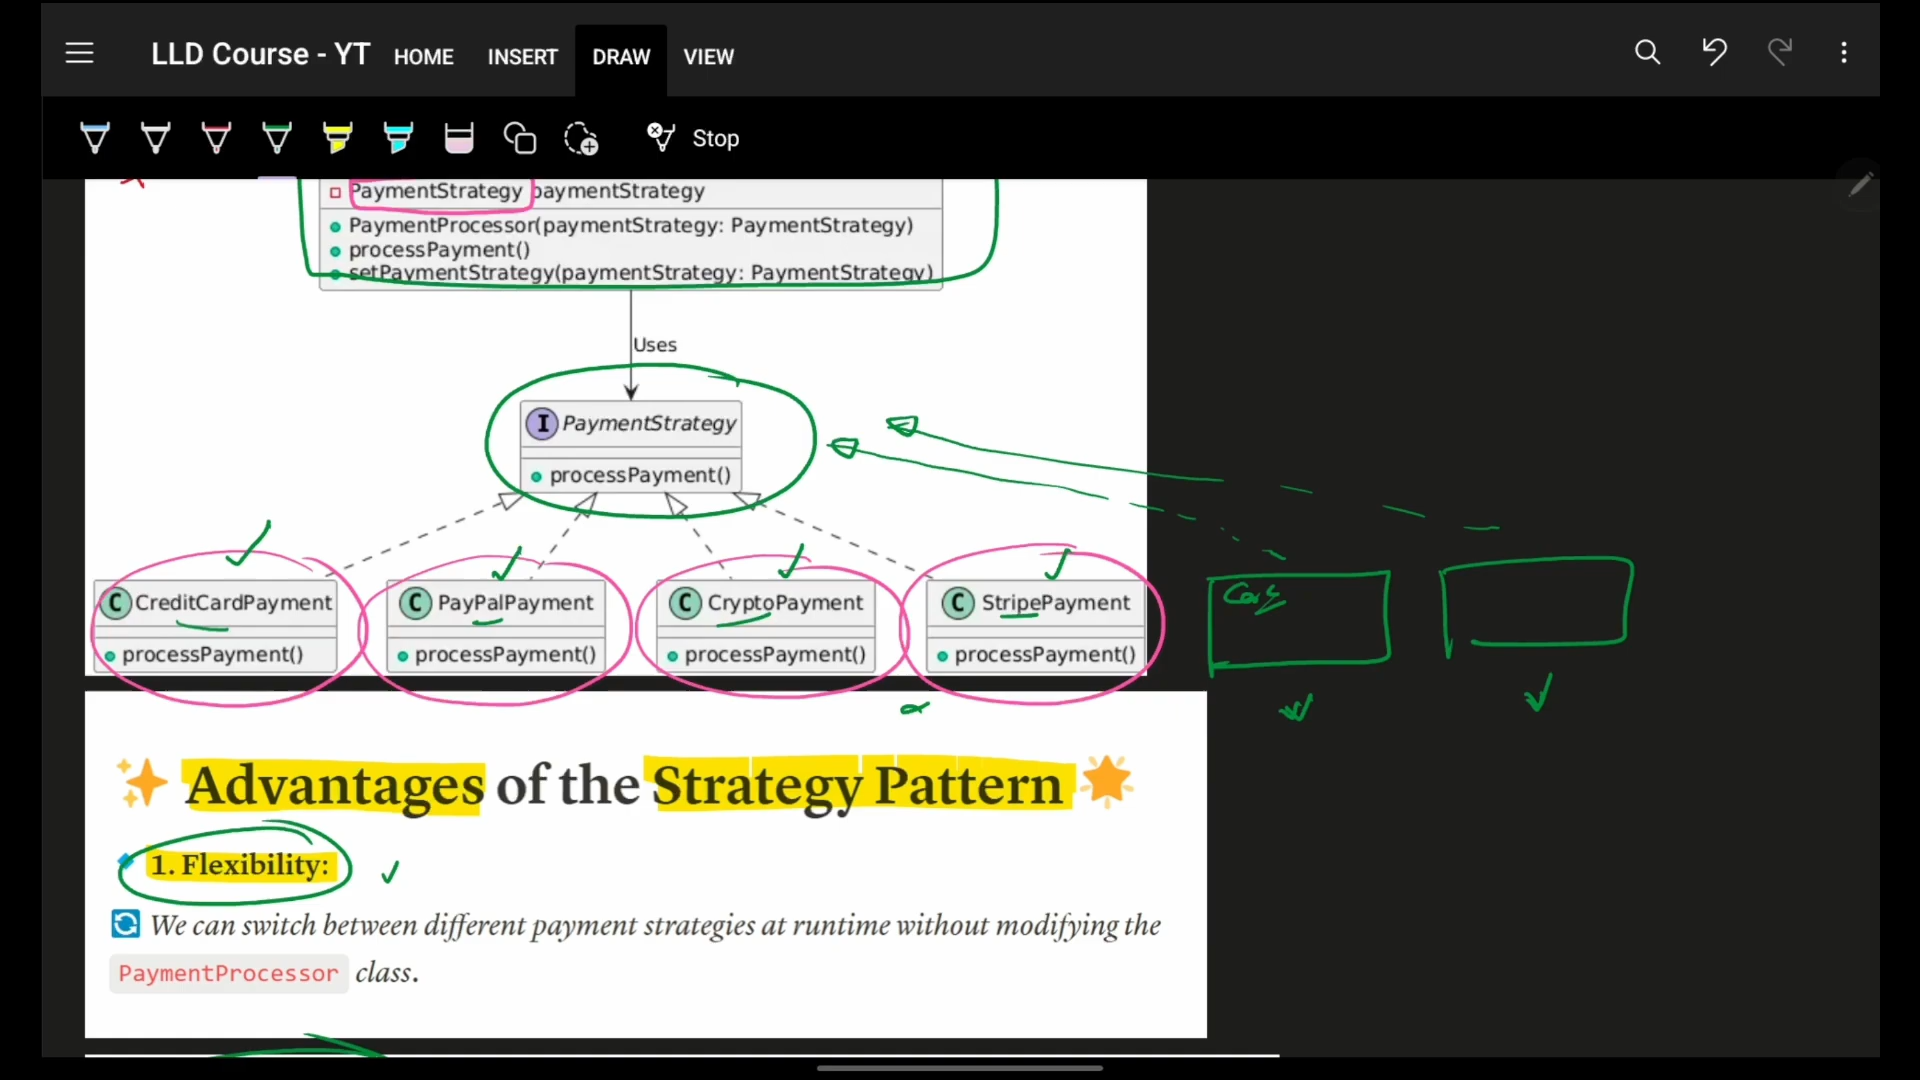 LLD Course - YT HOME INSERT DRAW VIEW
Stop
PaymentStrategy paymentStrategy
PaymentProcessor(paymentStrategy: PaymentStrategy)
processPayment()
setPaymentStrategy(paymentStrategy: PaymentStrategy)
Uses
I PaymentStrategy
processPayment()
C CreditCardPayment
processPayment()
C PayPalPayment
processPayment()
C CryptoPayment
processPayment()
C StripePayment
processPayment()
Advantages of the Strategy Pattern
1. Flexibility:
We can switch between different payment strategies at runtime without modifying the
PaymentProcessor class.